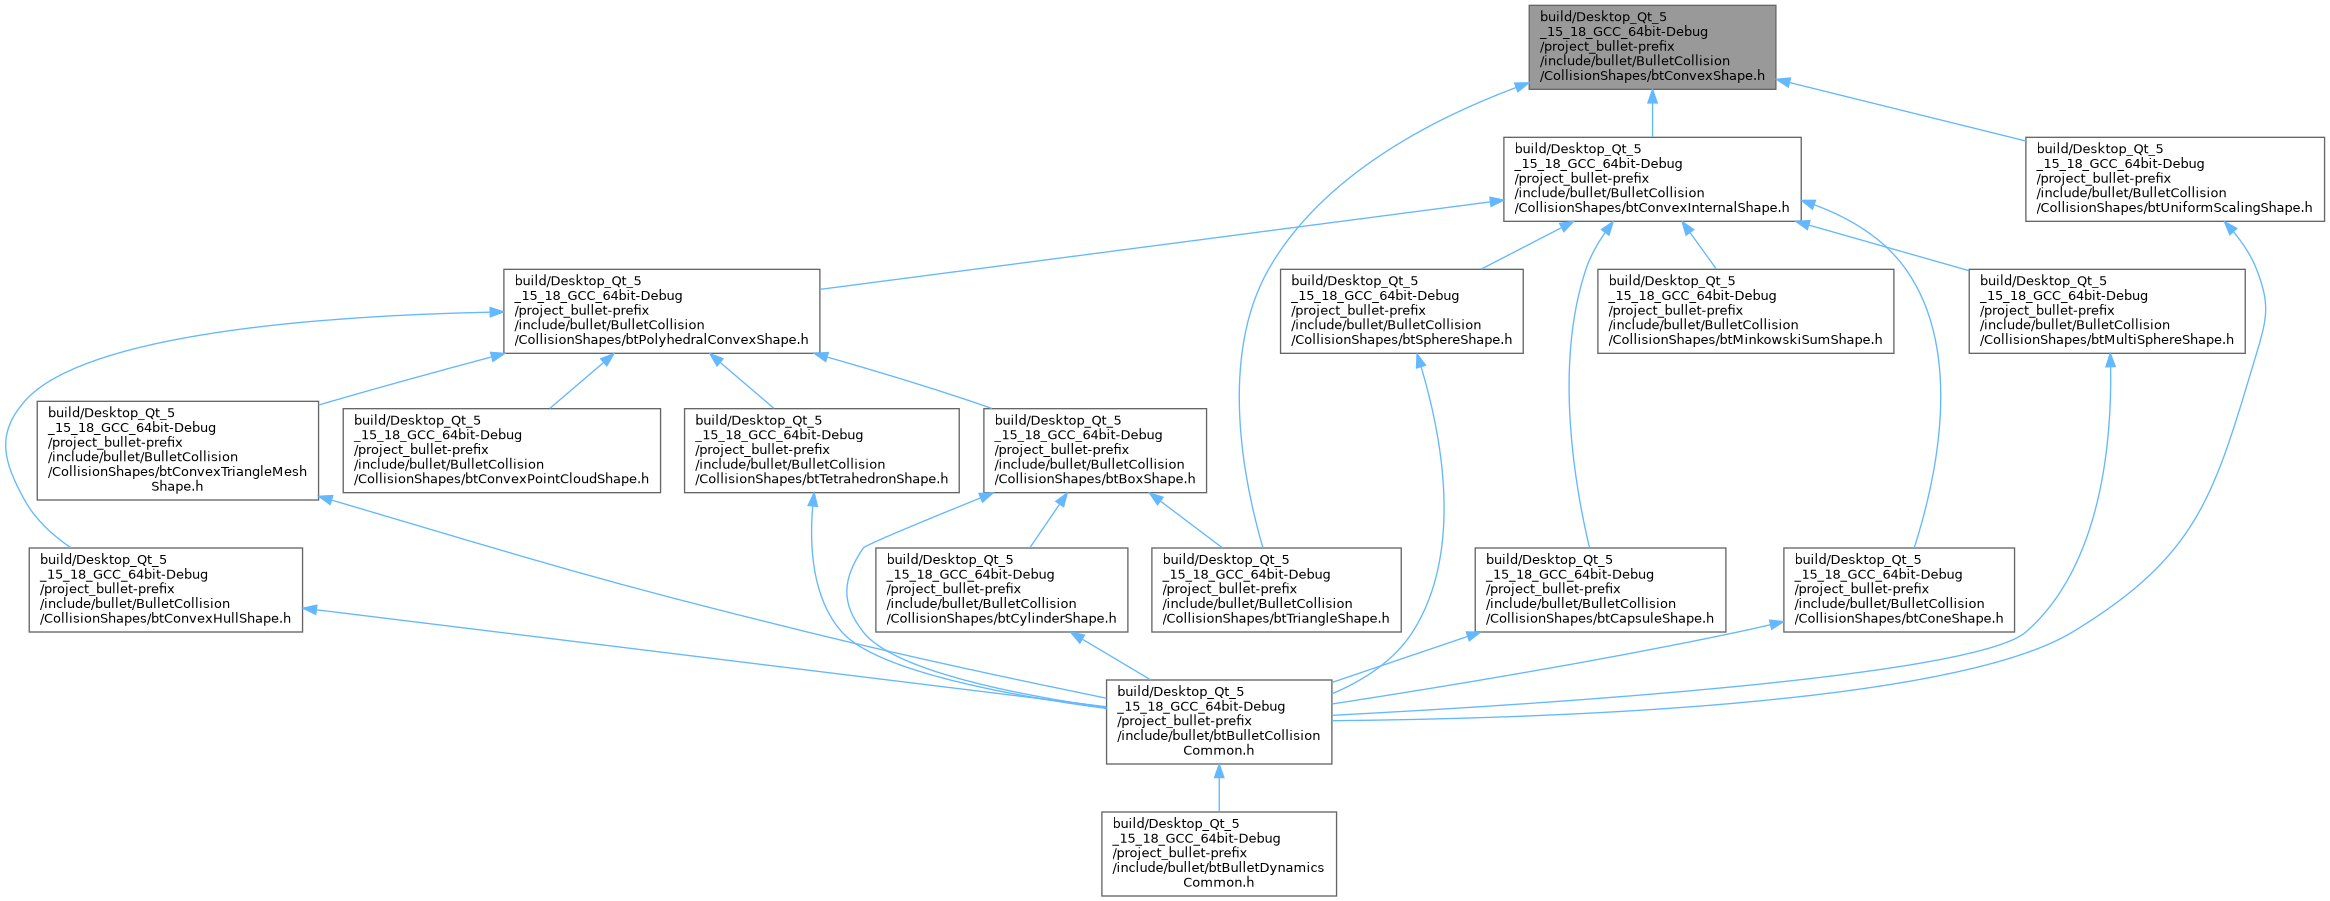 build/Desktop_Qt_5
_15_18_GCC_64bit-Debug
/project_bullet-prefix
/include/bullet/BulletCollision
/CollisionShapes/btConvexShape.h
build/Desktop_Qt_5
_15_18_GCC_64bit-Debug
/project_bullet-prefix
/include/bullet/BulletCollision
/CollisionShapes/btConvexInternalShape.h
build/Desktop_Qt_5
_15_18_GCC_64bit-Debug
/project_bullet-prefix
/include/bullet/BulletCollision
/CollisionShapes/btUniformScalingShape.h
build/Desktop_Qt_5
_15_18_GCC_64bit-Debug
/project_bullet-prefix
/include/bullet/BulletCollision
/CollisionShapes/btPolyhedralConvexShape.h
build/Desktop_Qt_5
_15_18_GCC_64bit-Debug
/project_bullet-prefix
/include/bullet/BulletCollision
/CollisionShapes/btSphereShape.h
build/Desktop_Qt_5
_15_18_GCC_64bit-Debug
/project_bullet-prefix
/include/bullet/BulletCollision
/CollisionShapes/btMinkowskiSumShape.h
build/Desktop_Qt_5
_15_18_GCC_64bit-Debug
/project_bullet-prefix
/include/bullet/BulletCollision
/CollisionShapes/btMultiSphereShape.h
build/Desktop_Qt_5
_15_18_GCC_64bit-Debug
/project_bullet-prefix
/include/bullet/BulletCollision
/CollisionShapes/btConvexTriangleMesh
Shape.h
build/Desktop_Qt_5
_15_18_GCC_64bit-Debug
/project_bullet-prefix
/include/bullet/BulletCollision
/CollisionShapes/btConvexPointCloudShape.h
build/Desktop_Qt_5
_15_18_GCC_64bit-Debug
/project_bullet-prefix
/include/bullet/BulletCollision
/CollisionShapes/btTetrahedronShape.h
build/Desktop_Qt_5
_15_18_GCC_64bit-Debug
/project_bullet-prefix
/include/bullet/BulletCollision
/CollisionShapes/btBoxShape.h
build/Desktop_Qt_5
_15_18_GCC_64bit-Debug
/project_bullet-prefix
/include/bullet/BulletCollision
/CollisionShapes/btConvexHullShape.h
build/Desktop_Qt_5
_15_18_GCC_64bit-Debug
/project_bullet-prefix
/include/bullet/BulletCollision
/CollisionShapes/btCylinderShape.h
build/Desktop_Qt_5
_15_18_GCC_64bit-Debug
/project_bullet-prefix
/include/bullet/BulletCollision
/CollisionShapes/btTriangleShape.h
build/Desktop_Qt_5
_15_18_GCC_64bit-Debug
/project_bullet-prefix
/include/bullet/BulletCollision
/CollisionShapes/btCapsuleShape.h
build/Desktop_Qt_5
_15_18_GCC_64bit-Debug
/project_bullet-prefix
/include/bullet/BulletCollision
/CollisionShapes/btConeShape.h
build/Desktop_Qt_5
_15_18_GCC_64bit-Debug
/project_bullet-prefix
/include/bullet/btBulletCollision
Common.h
build/Desktop_Qt_5
_15_18_GCC_64bit-Debug
/project_bullet-prefix
/include/bullet/btBulletDynamics
Common.h